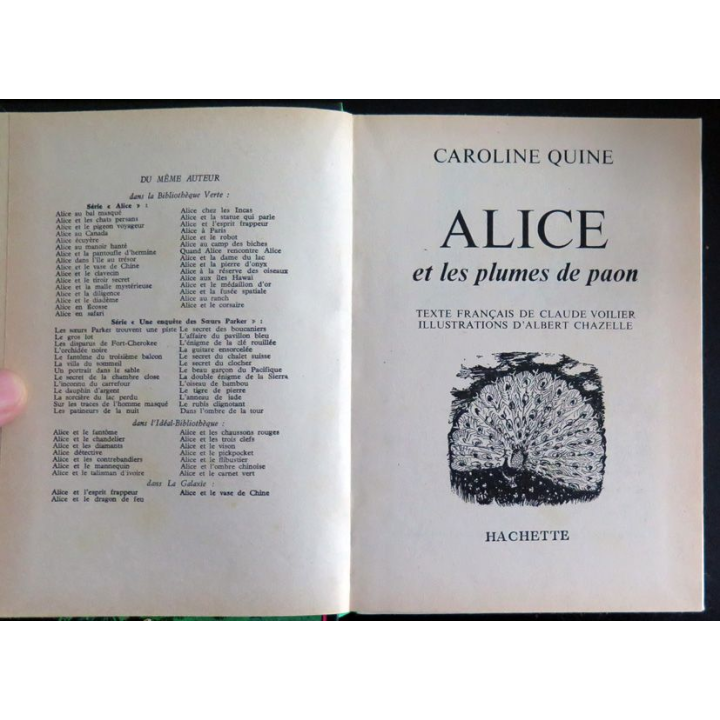 DU MÊME AUTEUR
dans la Bibliothèque Verte :
Série « Alice » :
Alice au bal masqué
Alice et les chats persans
Alice et le pigeon voyageur
Alice au Canada
Alice écuyère
Alice au manoir hanté
Alice et la pantoufle d'hermine
Alice dans l'île au trésor
Alice et le vase de Chine
Alice et le clavecin
Alice et le tiroir secret
Alice et la malle mystérieuse
Alice et la diligence
Alice et le diadème
Alice en Écosse
Alice en safari
Alice chez les Incas
Alice et la statue qui parle
Alice et l'esprit frappeur
Alice à Paris
Alice et le robot
Alice au camp des biches
Quand Alice rencontre Alice
Alice et la dame du lac
Alice et la pierre d'onyx
Alice à la réserve des oiseaux
Alice aux îles Hawaï
Alice et le médaillon d'or
Alice et la fusée spatiale
Alice au ranch
Alice et le corsaire
Série « Une enquête des Sœurs Parker » :
Les sœurs Parker trouvent une piste
Le gros lot
Les disparus de Fort-Cherokee
L'orchidée noire
Le fantôme du troisième balcon
La villa du sommeil
Un portrait dans le sable
Le secret de la chambre close
L'inconnu du carrefour
Le dauphin d'argent
La sorcière du lac perdu
Sur les traces de l'homme masqué
Les patineurs de la nuit
Le secret des boucaniers
L'affaire du pavillon bleu
L'énigme de la clé rouillée
La guitare ensorcelée
Le secret du chalet suisse
Le secret du clocher
Le beau garçon du Pacifique
La double énigme de la Sierra
L'oiseau de bambou
Le tigre de pierre
L'anneau de jade
Le rubis clignotant
Dans l'ombre de la tour
dans l'Idéal-Bibliothèque :
Alice et le fantôme
Alice et le chandelier
Alice et les diamants
Alice détective
Alice et les contrebandiers
Alice et le mannequin
Alice et le talisman d'ivoire
Alice et les chaussons rouges
Alice et les trois clefs
Alice et le vison
Alice et le pickpocket
Alice et le flibustier
Alice et l'ombre chinoise
Alice et le carnet vert
dans La Galaxie :
Alice et l'esprit frappeur
Alice et le dragon de feu
Alice et le vase de Chine
CAROLINE QUINE
ALICE
et les plumes de paon
TEXTE FRANÇAIS DE CLAUDE VOILIER
ILLUSTRATIONS D'ALBERT CHAZELLE
HACHETTE